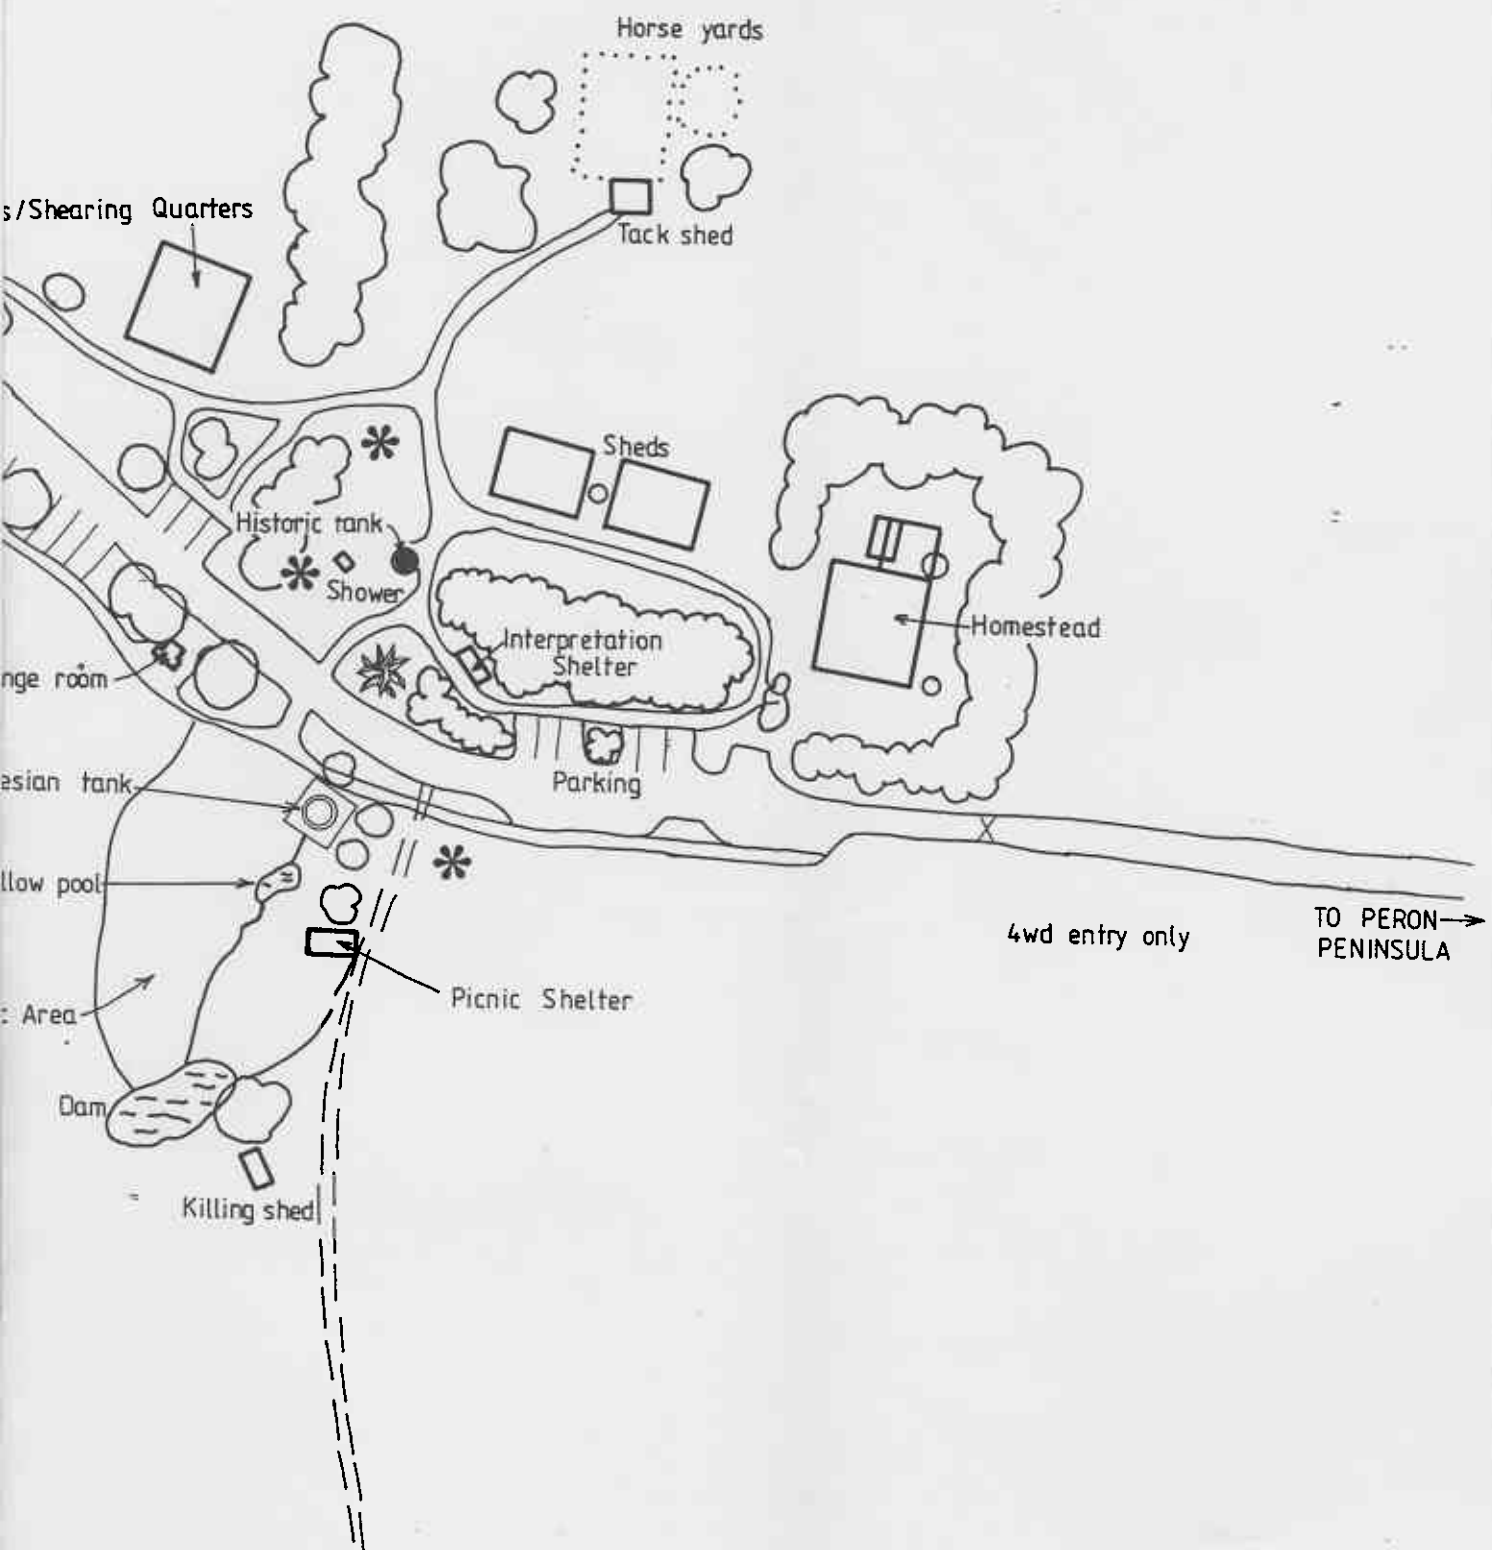 Horse yards
s/Shearing Quarters
Tack shed
Sheds
Historic tank
Shower
Interpretation
Shelter
Homestead
nge room
esian tank
Parking
llow pool
4wd entry only
TO PERON
PENINSULA
Picnic Shelter
Area
Dam
Killing shed